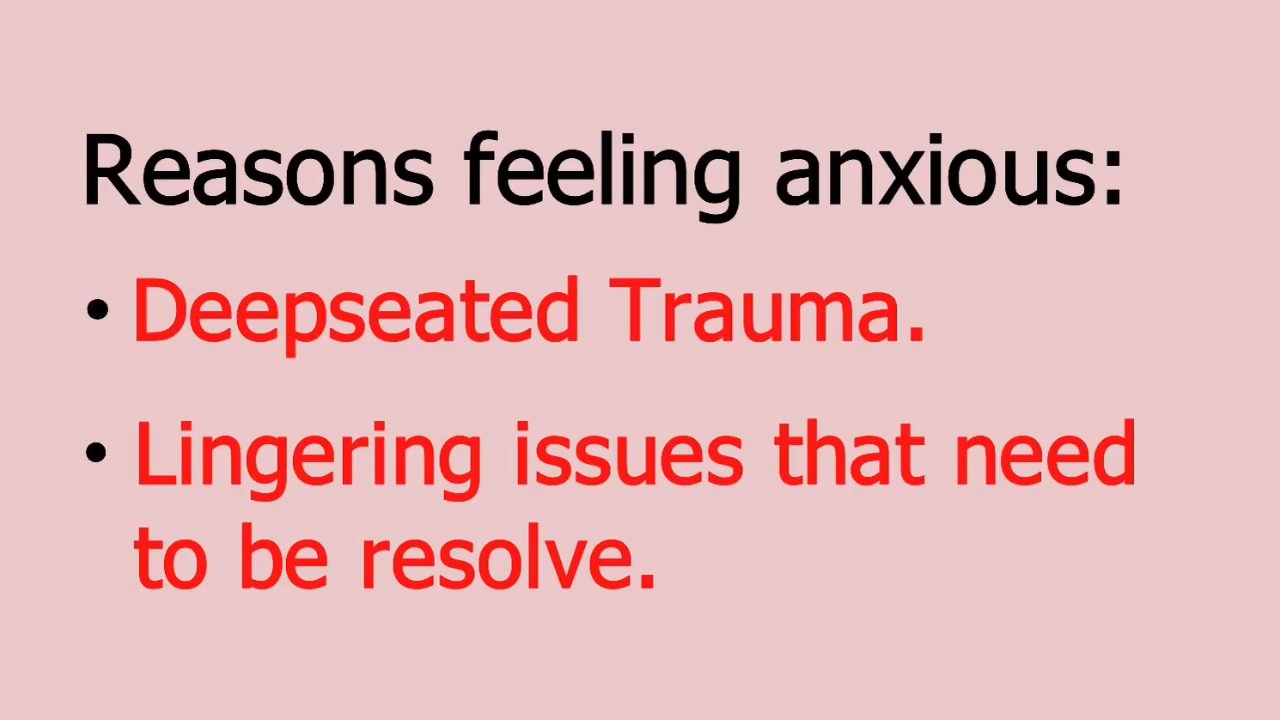 Reasons feeling anxious:
• Deepseated Trauma.
• Lingering issues that need
to be resolve.